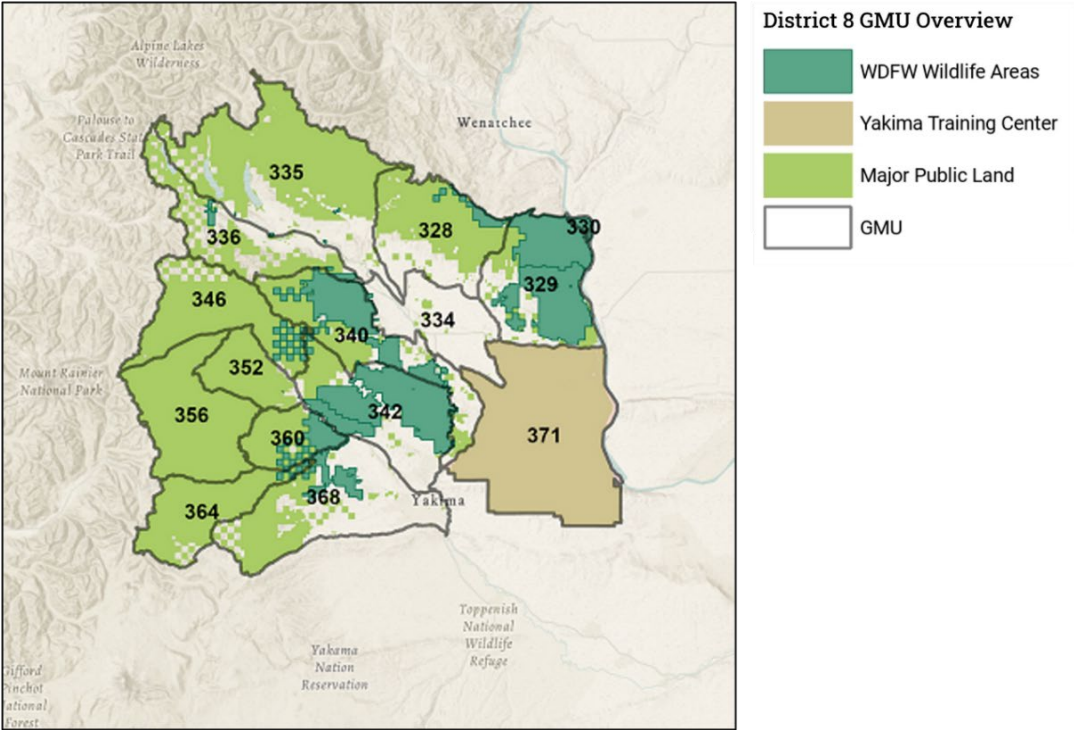 District 8 GMU Overview
WDFW Wildlife Areas
Yakima Training Center
Major Public Land
GMU
Alpine Lakes
Wilderness
Palouse to
Cascades Stat
Park Trail
Wenatchee
335
328
330
336
329
346
334
340
352
Mount Rainier
National Park
356
342
360
371
368
Yakima
364
Toppenish
National
Wildlife
Refuge
Yakama
Nation
Reservation
Gifford
Pinchot
National
Forest